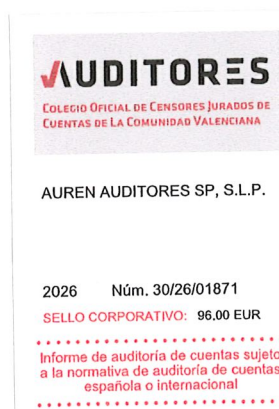 AUDITORES
COLEGIO OFICIAL DE CENSORES JURADOS DE
CUENTAS DE LA COMUNIDAD VALENCIANA
AUREN AUDITORES SP, S.L.P.
2026 Núm. 30/26/01871
SELLO CORPORATIVO: 96,00 EUR
Informe de auditoría de cuentas sujeto
a la normativa de auditoría de cuentas
española o internacional